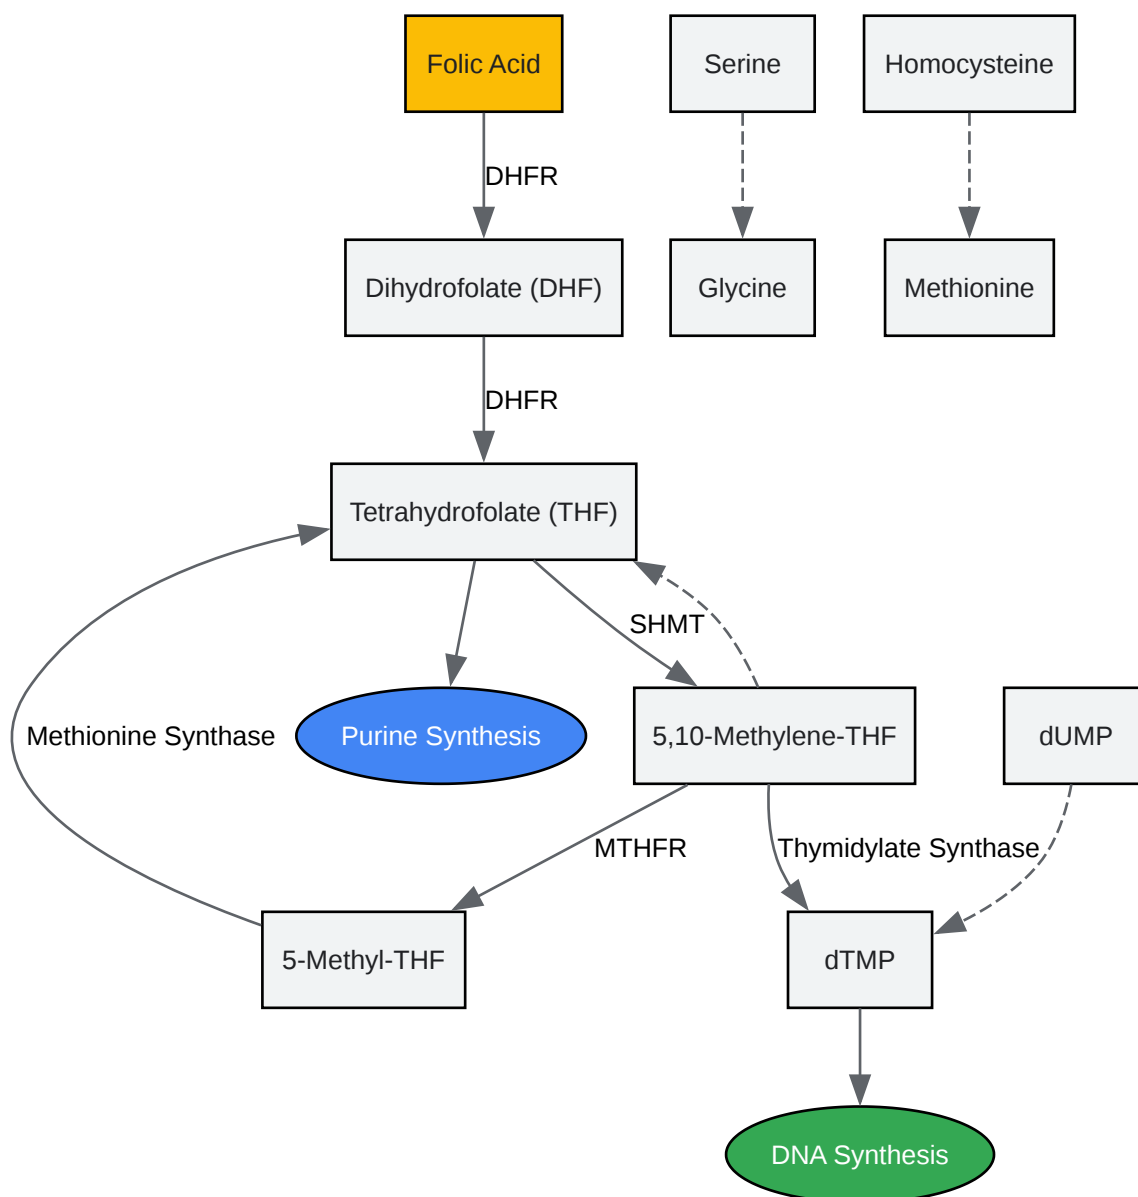 Folic Acid
Serine
Homocysteine
DHFR
Dihydrofolate (DHF)
Glycine
Methionine
DHFR
Tetrahydrofolate (THF)
SHMT
Methionine Synthase
Purine Synthesis
5,10-Methylene-THF
dUMP
MTHFR
Thymidylate Synthase
5-Methyl-THF
dTMP
DNA Synthesis